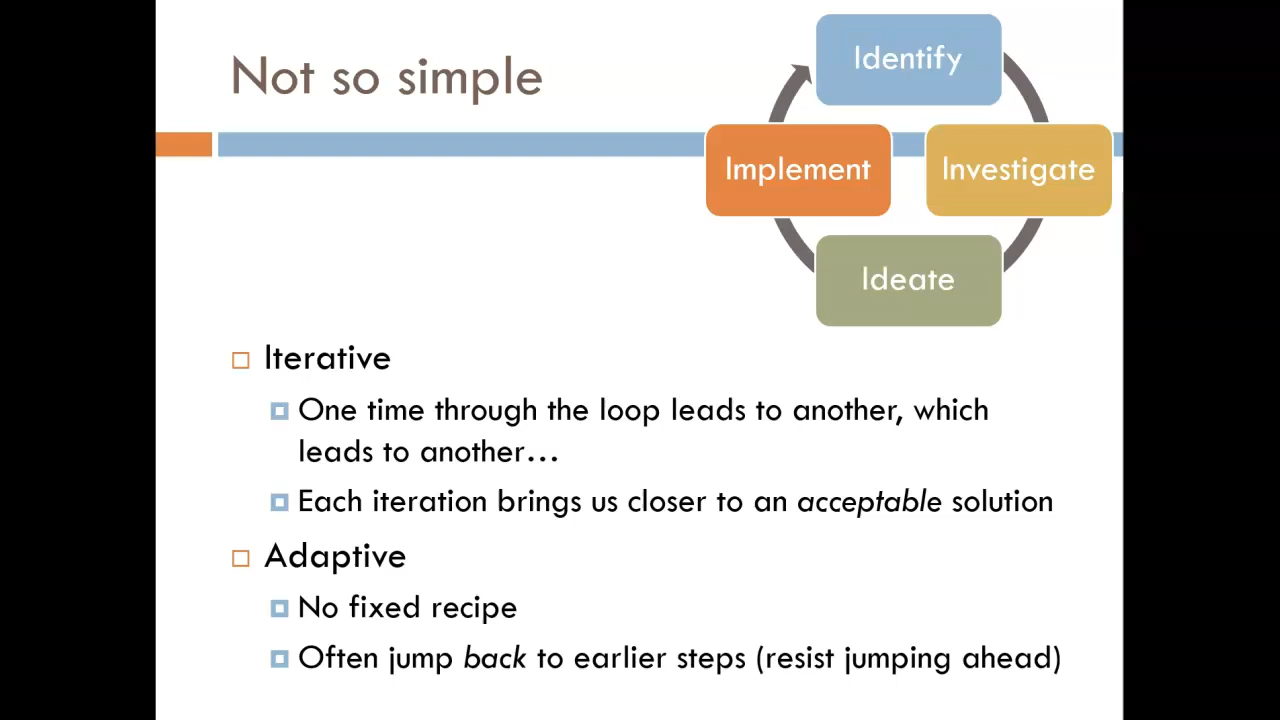 Not so simple
Identify
Implement
Investigate
Ideate
Iterative
One time through the loop leads to another, which
leads to another…
Each iteration brings us closer to an acceptable solution
Adaptive
No fixed recipe
Often jump back to earlier steps (resist jumping ahead)